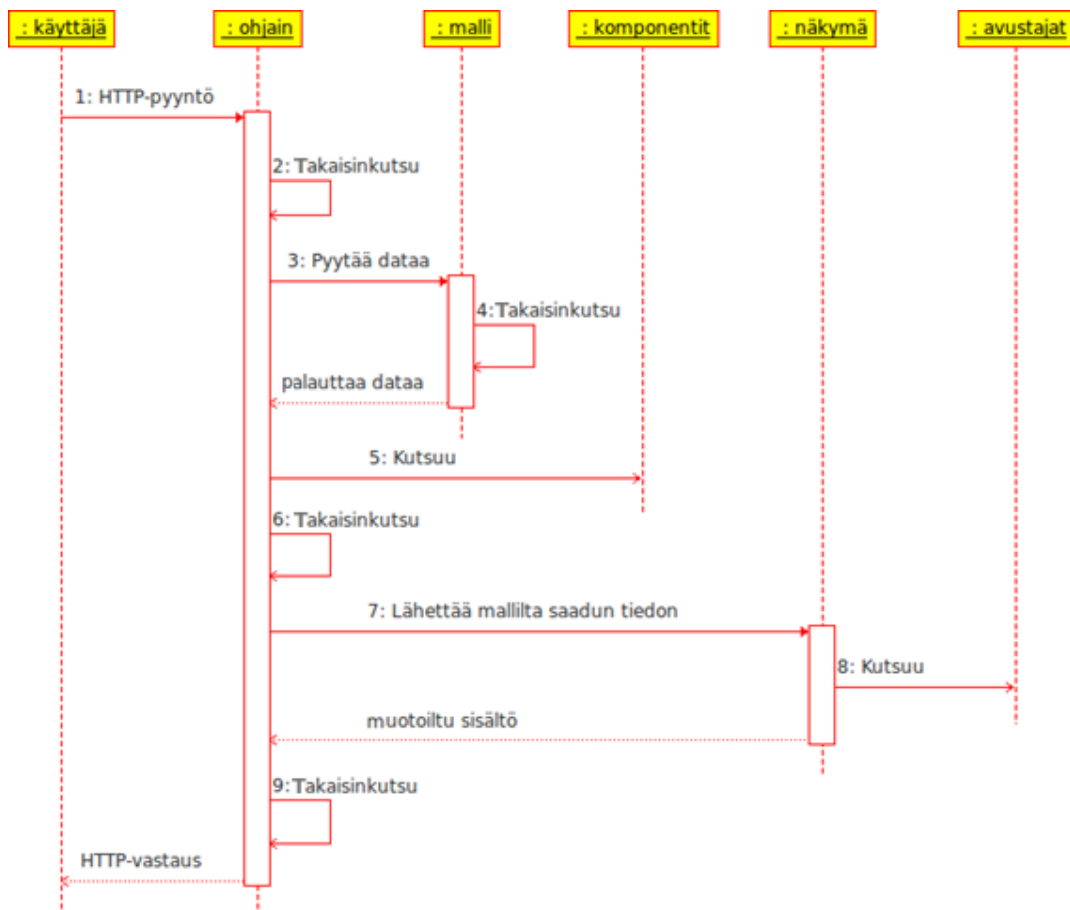 : käyttäjä
: ohjain
: malli
: komponentit
: näkymä
: avustajat
1: HTTP-pyyntö
2: Takaisinkutsu
3: Pyytää dataa
4:Takaisinkutsu
palauttaa dataa
5: Kutsuu
6:Takaisinkutsu
7: Lähettää mallilta saadun tiedon
8: Kutsuu
muotoiltu sisältö
9:Takaisinkutsu
HTTP-vastaus